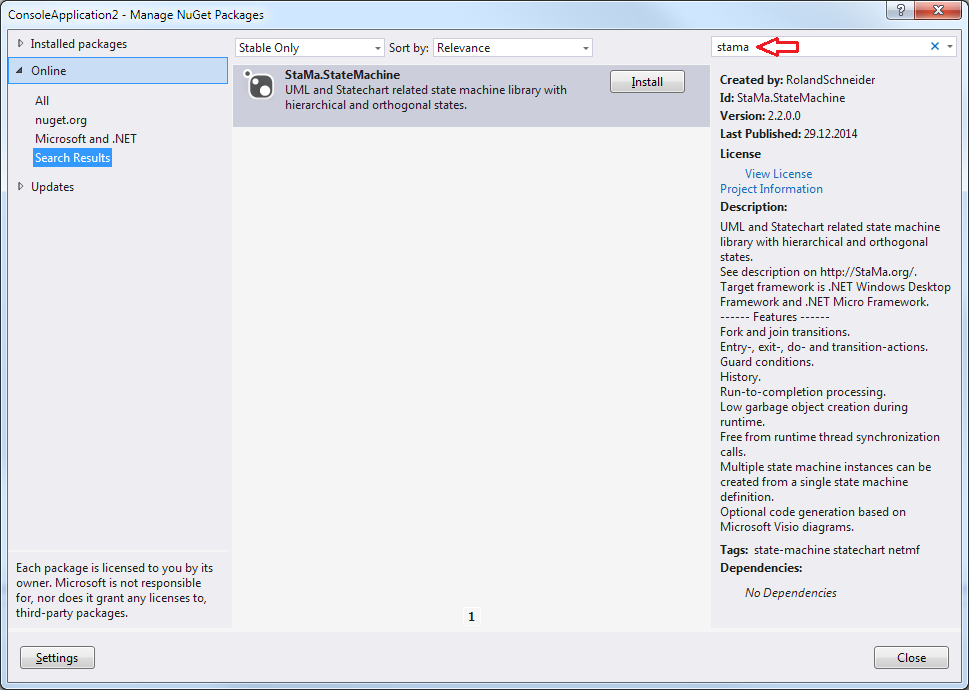 ConsoleApplication2 - Manage NuGet Packages
Installed packages
Online
All
nuget.org
Microsoft and .NET
Search Results
Updates
Each package is licensed to you by its
owner. Microsoft is not responsible
for, nor does it grant any licenses to,
third-party packages.
Stable Only
Sort by:
Relevance
StaMa.StateMachine
UML and Statechart related state machine library with
hierarchical and orthogonal states.
Install
1
stama
Created by: RolandSchneider
Id: StaMa.StateMachine
Version: 2.2.0.0
Last Published: 29.12.2014
License
View License
Project Information
Description:
UML and Statechart related state machine
library with hierarchical and orthogonal
states.
See description on http://StaMa.org/.
Target framework is .NET Windows Desktop
Framework and .NET Micro Framework.
------ Features ------
Fork and join transitions.
Entry-, exit-, do- and transition-actions.
Guard conditions.
History.
Run-to-completion processing.
Low garbage object creation during
runtime.
Free from runtime thread synchronization
calls.
Multiple state machine instances can be
created from a single state machine
definition.
Optional code generation based on
Microsoft Visio diagrams.
Tags: state-machine statechart netmf
Dependencies:
No Dependencies
Settings
Close